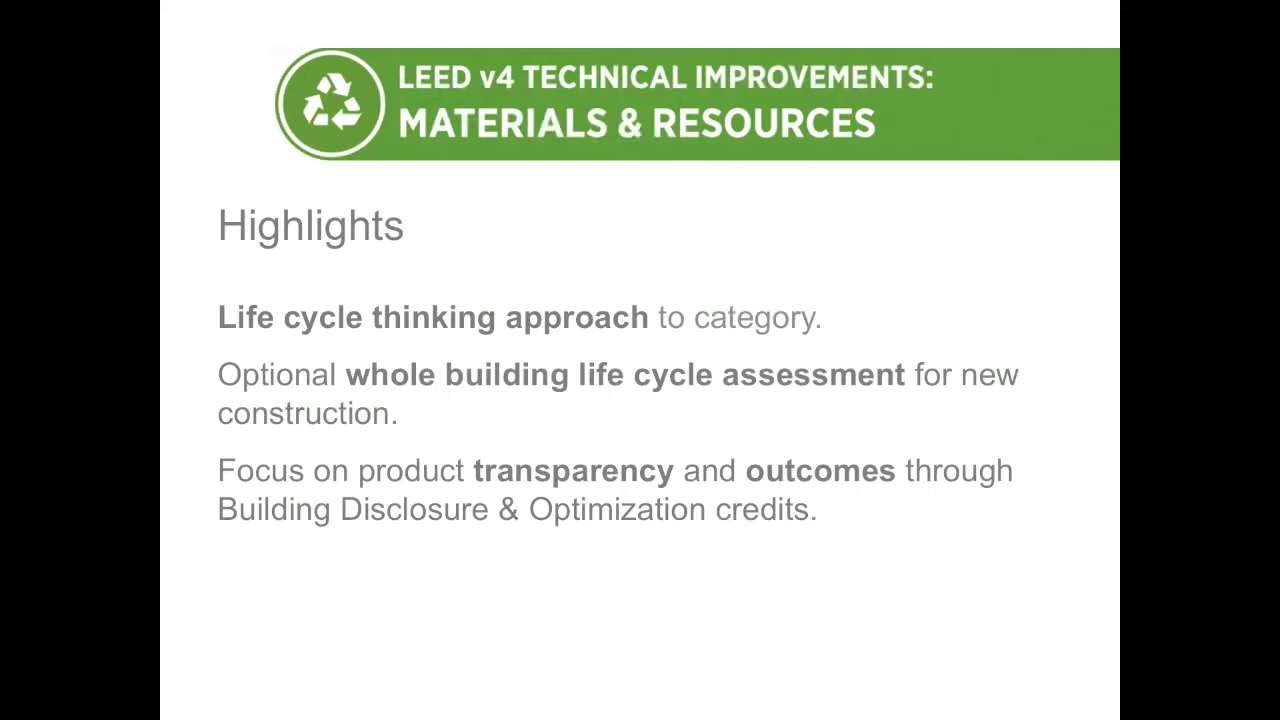 LEED v4 TECHNICAL IMPROVEMENTS:
MATERIALS & RESOURCES
Highlights
Life cycle thinking approach to category.
Optional whole building life cycle assessment for new
construction.
Focus on product transparency and outcomes through
Building Disclosure & Optimization credits.